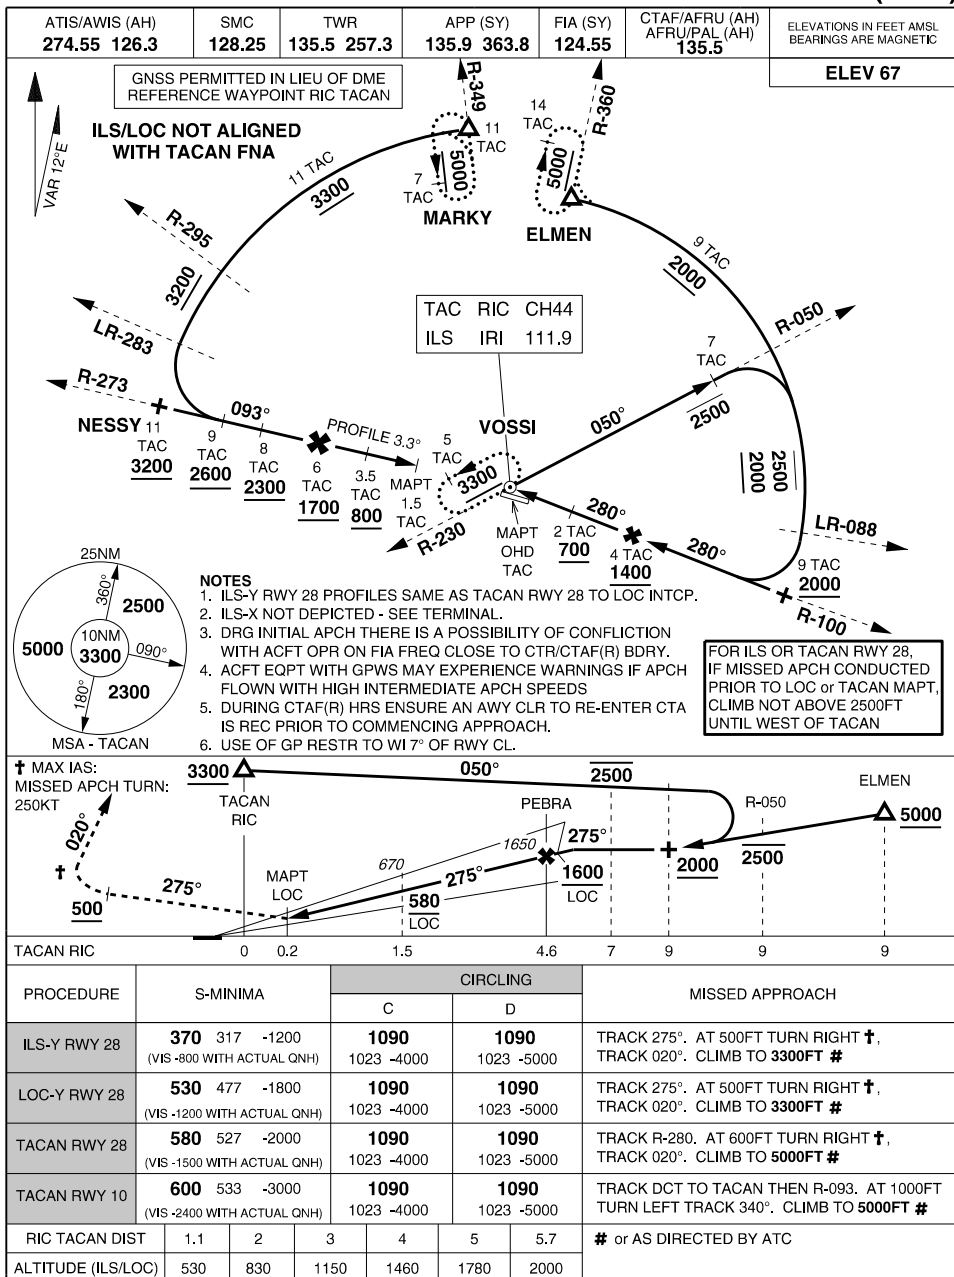 ATIS/AWIS (AH)
274.55 126.3
SMC
128.25
TWR
135.5 257.3
APP (SY)
135.9 363.8
FIA (SY)
124.55
CTAF/AFRU (AH)
AFRU/PAL (AH)
135.5
ELEVATIONS IN FEET AMSL
BEARINGS ARE MAGNETIC
ELEV 67
GNSS PERMITTED IN LIEU OF DME
REFERENCE WAYPOINT RIC TACAN
ILS/LOC NOT ALIGNED
WITH TACAN FNA
VAR 12°E
R-349
11
TAC
5000
7
TAC
MARKY
14
TAC
R-360
5000
ELMEN
11 TAC
3300
R-295
3200
LR-283
R-273
9 TAC
2000
TAC RIC CH44
ILS IRI 111.9
R-050
7
TAC
2500
050°
VOSSI
2500
2000
LR-088
NESSY
11
TAC
3200
093°
9
TAC
2600
8
TAC
2300
6
TAC
1700
PROFILE 3.3°
3.5
TAC
800
MAPT
1.5
TAC
5
TAC
3300
R-230
MAPT
OHD
TAC
280°
2 TAC
700
4 TAC
1400
280°
9 TAC
2000
R-100
25NM
360°
2500
5000
10NM
3300
090°
180°
2300
MSA - TACAN
NOTES
1. ILS-Y RWY 28 PROFILES SAME AS TACAN RWY 28 TO LOC INTCP.
2. ILS-X NOT DEPICTED - SEE TERMINAL.
3. DRG INITIAL APCH THERE IS A POSSIBILITY OF CONFLICTION
WITH ACFT OPR ON FIA FREQ CLOSE TO CTR/CTAF(R) BDRY.
4. ACFT EQPT WITH GPWS MAY EXPERIENCE WARNINGS IF APCH
FLOWN WITH HIGH INTERMEDIATE APCH SPEEDS
5. DURING CTAF(R) HRS ENSURE AN AWY CLR TO RE-ENTER CTA
IS REC PRIOR TO COMMENCING APPROACH.
6. USE OF GP RESTR TO WI 7° OF RWY CL.
FOR ILS OR TACAN RWY 28,
IF MISSED APCH CONDUCTED
PRIOR TO LOC or TACAN MAPT,
CLIMB NOT ABOVE 2500FT
UNTIL WEST OF TACAN
✝ MAX IAS:
MISSED APCH TURN:
250KT
3300
TACAN
RIC
050°
2500
R-050
ELMEN
5000
PEBRA
275°
2000
2500
020°
✝
500
275°
MAPT
LOC
670
1650
275°
580
LOC
1600
LOC
TACAN RIC 0 0.2 1.5 4.6 7 9 9 9
PROCEDURE
S-MINIMA
CIRCLING
C
D
MISSED APPROACH
ILS-Y RWY 28
370 317 -1200
(VIS -800 WITH ACTUAL QNH)
1090
1023 -4000
1090
1023 -5000
TRACK 275°. AT 500FT TURN RIGHT ✝,
TRACK 020°. CLIMB TO 3300FT #
LOC-Y RWY 28
530 477 -1800
(VIS -1200 WITH ACTUAL QNH)
1090
1023 -4000
1090
1023 -5000
TRACK 275°. AT 500FT TURN RIGHT ✝,
TRACK 020°. CLIMB TO 3300FT #
TACAN RWY 28
580 527 -2000
(VIS -1500 WITH ACTUAL QNH)
1090
1023 -4000
1090
1023 -5000
TRACK R-280. AT 600FT TURN RIGHT ✝,
TRACK 020°. CLIMB TO 5000FT #
TACAN RWY 10
600 533 -3000
(VIS -2400 WITH ACTUAL QNH)
1090
1023 -4000
1090
1023 -5000
TRACK DCT TO TACAN THEN R-093. AT 1000FT
TURN LEFT TRACK 340°. CLIMB TO 5000FT #
RIC TACAN DIST 1.1 2 3 4 5 5.7
# or AS DIRECTED BY ATC
ALTITUDE (ILS/LOC) 530 830 1150 1460 1780 2000